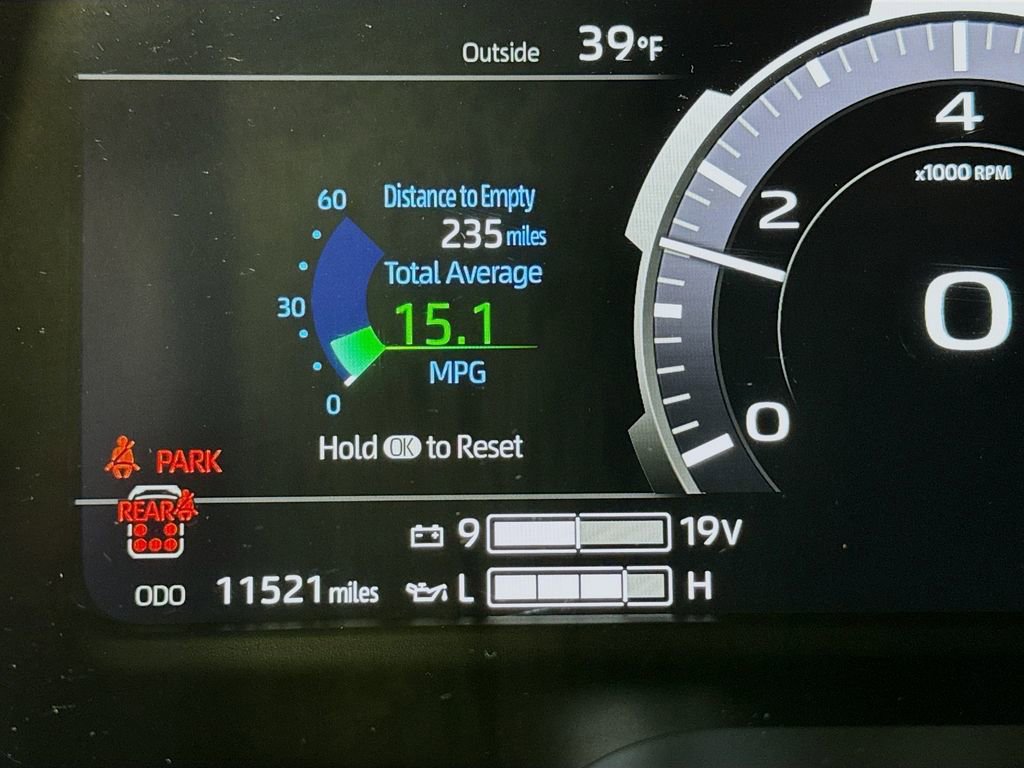 Outside 39°F
4
x1000 RPM
60 Distance to Empty
235 miles
2
Total Average
30 15.1
0
MPG
0
0
Hold OK to Reset
PARK
REAR
9 19V
ODO 11521 miles L H